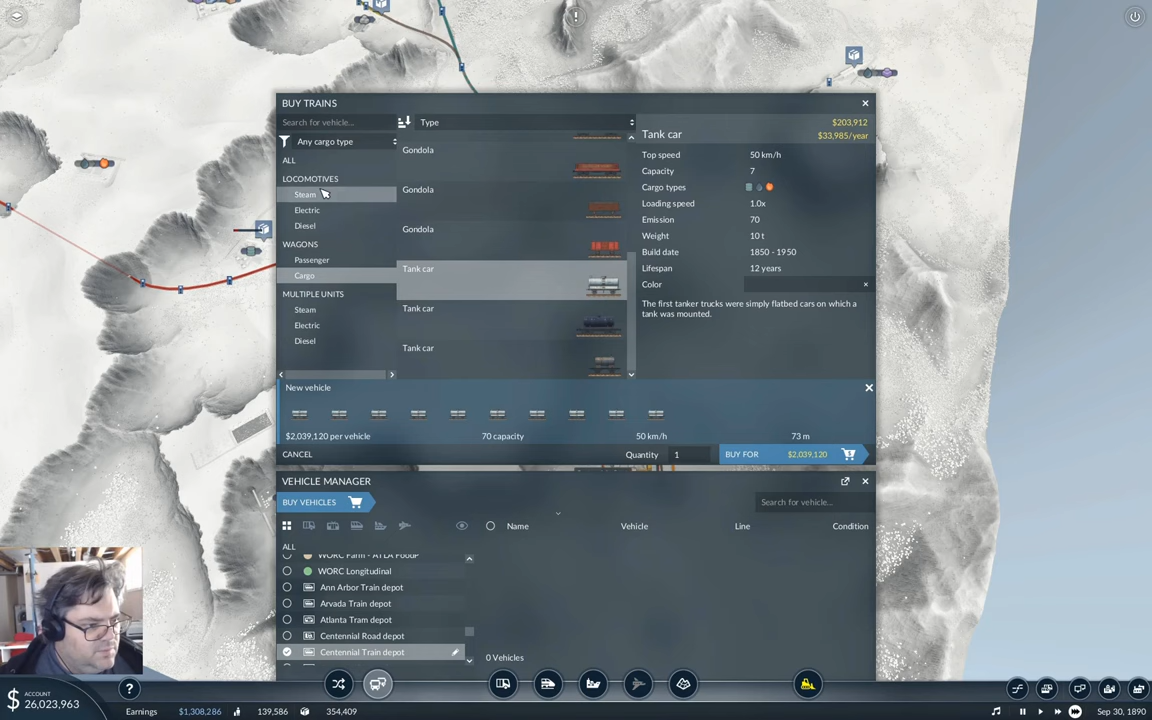 BUY TRAINS
Search for vehicle...
Type
Any cargo type
ALL
LOCOMOTIVES
Steam
Electric
Diesel
WAGONS
Passenger
Cargo
MULTIPLE UNITS
Steam
Electric
Diesel
Gondola
Gondola
Gondola
Tank car
Tank car
Tank car
$203,912
Tank car
$33,985/year
Top speed 50 km/h
Capacity 7
Cargo types
Loading speed 1.0x
Emission 70
Weight 10 t
Build date 1850 - 1950
Lifespan 12 years
Color
The first tanker trucks were simply flatbed cars on which a
tank was mounted.
New vehicle
$2,039,120 per vehicle 70 capacity 50 km/h 73 m
CANCEL Quantity 1 BUY FOR $2,039,120
VEHICLE MANAGER
BUY VEHICLES
Search for vehicle...
Name Vehicle Line Condition
ALL
WORC Farm - ATLA FoodP
WORC Longitudinal
Ann Arbor Train depot
Arvada Train depot
Atlanta Tram depot
Centennial Road depot
Centennial Train depot
0 Vehicles
$ ACCOUNT
26,023,963
?
Earnings $1,308,286 139,586 354,409
Sep 30, 1890